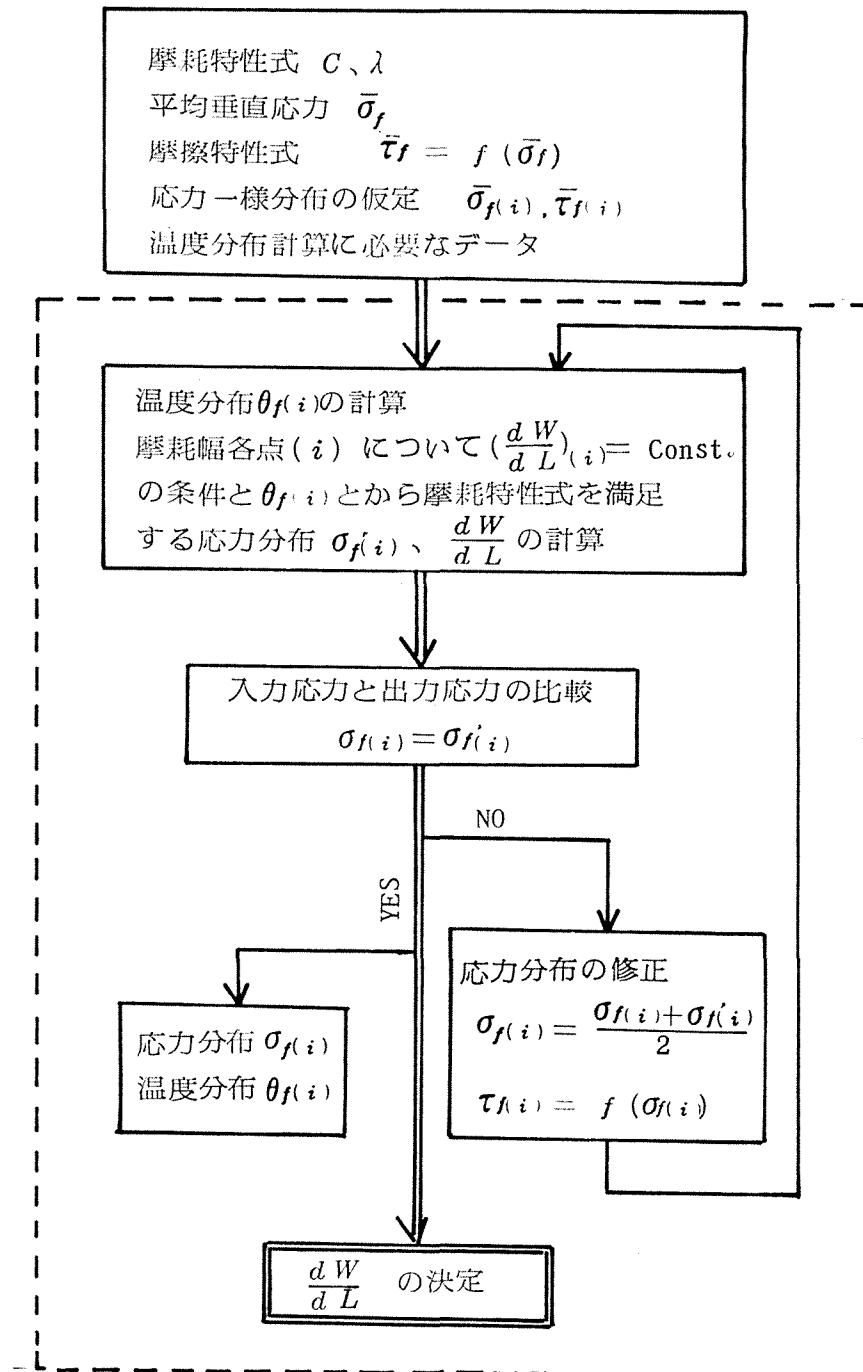 摩耗特性式 C、λ
平均垂直応力 σ̄f
摩擦特性式 τ̄f = f (σ̄f)
応力一様分布の仮定 σ̄f(i), τ̄f(i)
温度分布計算に必要なデータ
温度分布θf(i)の計算
摩耗幅各点(i) について(dW/dL)(i)= Const.
の条件とθf(i)とから摩耗特性式を満足
する応力分布 σf'(i)、 dW/dL の計算
入力応力と出力応力の比較
σf(i) = σf'(i)
NO
YES
応力分布の修正
σf(i) = (σf(i)+σf'(i))/2
τf(i) = f (σf(i))
応力分布 σf(i)
温度分布 θf(i)
dW/dL の決定